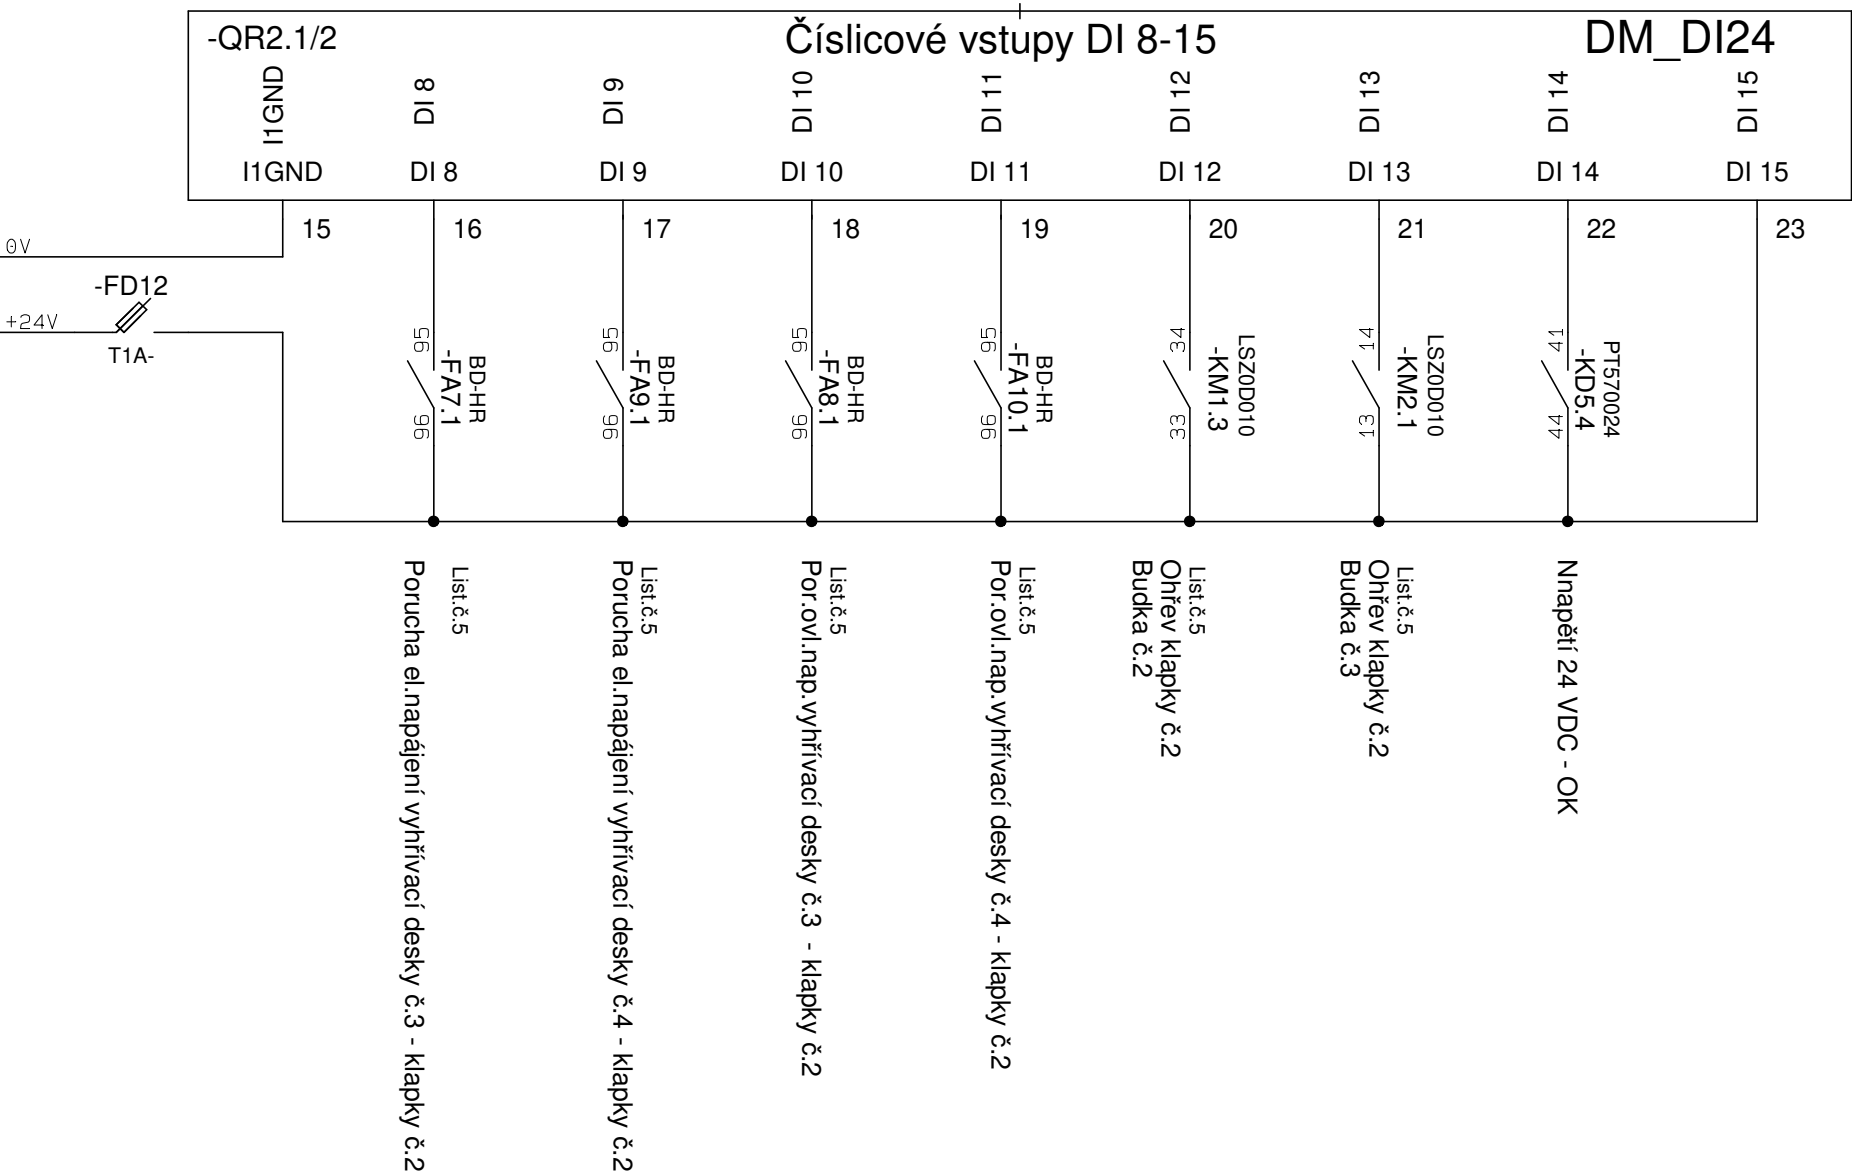 -QR2.1/2
Číslicové vstupy DI 8-15
DM_DI24
I1GND
DI 8
DI 9
DI 10
DI 11
DI 12
DI 13
DI 14
DI 15
I1GND
DI 8
DI 9
DI 10
DI 11
DI 12
DI 13
DI 14
DI 15
15
16
17
18
19
20
21
22
23
0V
-FD12
+24V
T1A-
95
96
-FA7.1
BD-HR
95
96
-FA9.1
BD-HR
95
96
-FA8.1
BD-HR
95
96
-FA10.1
BD-HR
34
33
-KM1.3
LSZ0D010
14
13
-KM2.1
LSZ0D010
41
44
-KD5.4
PT570024
List.č.5
Porucha el.napájení vyhřívací desky č.3 - klapky č.2
List.č.5
Porucha el.napájení vyhřívací desky č.4 - klapky č.2
List.č.5
Por.ovl.nap.vyhřívací desky č.3 - klapky č.2
List.č.5
Por.ovl.nap.vyhřívací desky č.4 - klapky č.2
List.č.5
Ohřev klapky č.2
Budka č.2
List.č.5
Ohřev klapky č.2
Budka č.3
Nnapětí 24 VDC - OK